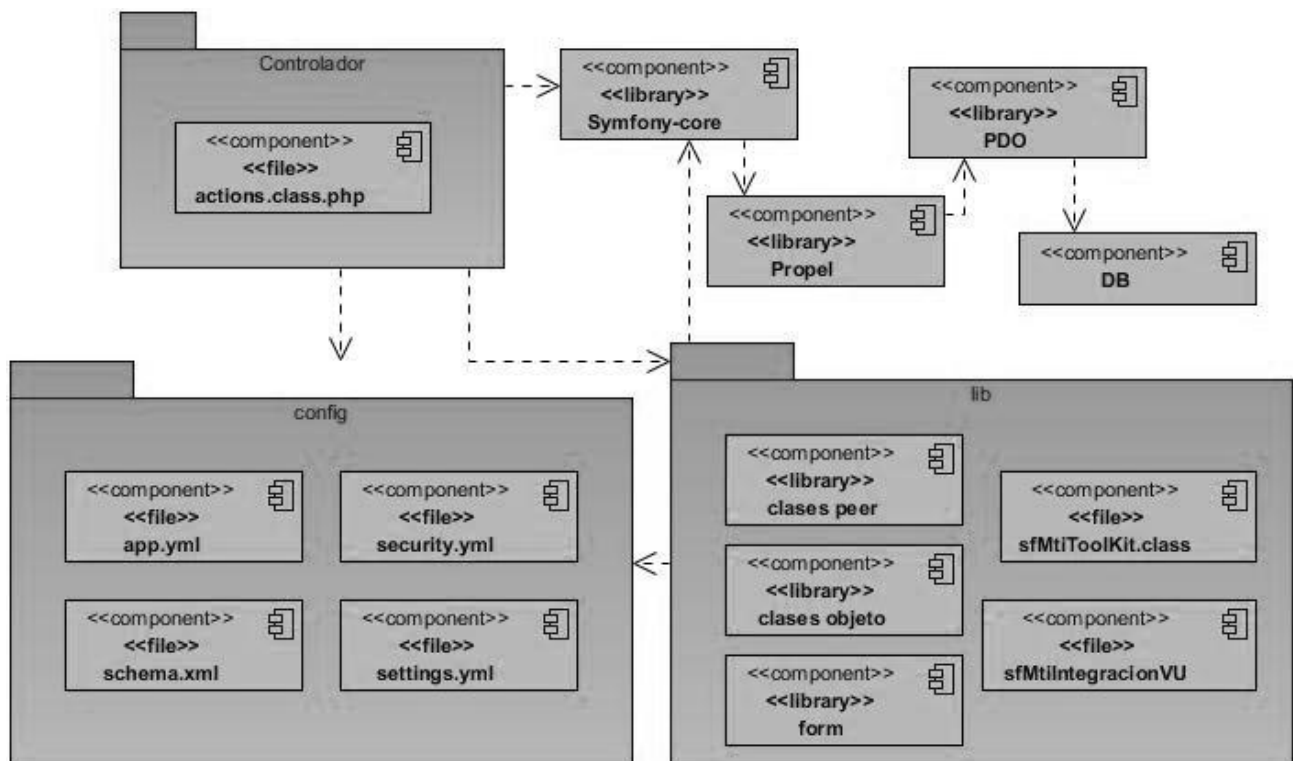 Controlador
<<component>>
<<file>>
actions.class.php
<<component>>
<<library>>
Symfony-core
<<component>>
<<library>>
PDO
<<component>>
<<library>>
Propel
<<component>>
DB
config
<<component>>
<<file>>
app.yml
<<component>>
<<file>>
security.yml
<<component>>
<<file>>
schema.xml
<<component>>
<<file>>
settings.yml
lib
<<component>>
<<library>>
clases peer
<<component>>
<<file>>
sfMtiToolKit.class
<<component>>
<<library>>
clases objeto
<<component>>
<<file>>
sfMtiIntegracionVU
<<component>>
<<library>>
form